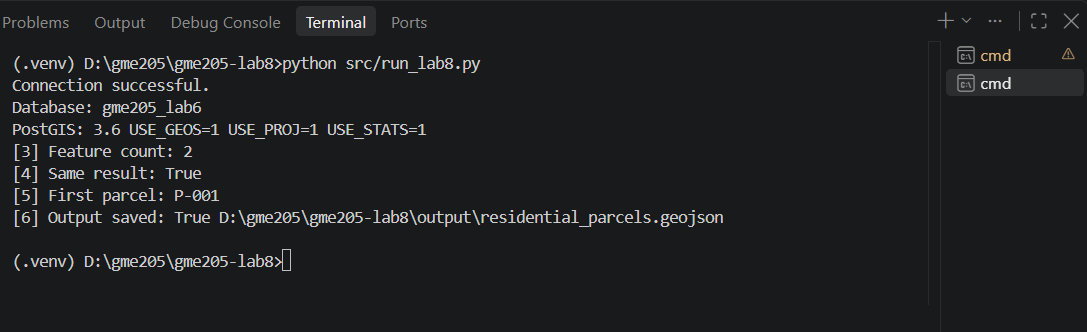 Problems Output Debug Console Terminal Ports
(.venv) D:\gme205\gme205-lab8>python src/run_lab8.py
Connection successful.
Database: gme205_lab6
PostGIS: 3.6 USE_GEOS=1 USE_PROJ=1 USE_STATS=1
[3] Feature count: 2
[4] Same result: True
[5] First parcel: P-001
[6] Output saved: True D:\gme205\gme205-lab8\output\residential_parcels.geojson
(.venv) D:\gme205\gme205-lab8>
cmd
cmd